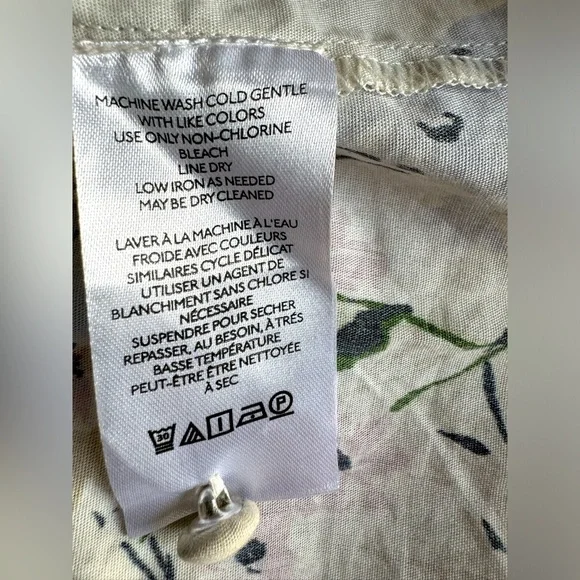 MACHINE WASH COLD GENTLE
WITH LIKE COLORS
USE ONLY NON-CHLORINE
BLEACH
LINE DRY
LOW IRON AS NEEDED
MAY BE DRY CLEANED
LAVER À LA MACHINE À L'EAU
FROIDE AVEC COULEURS
SIMILAIRES CYCLE DÉLICAT
UTILISER UN AGENT DE
BLANCHIMENT SANS CHLORE SI
NÉCESSAIRE
SUSPENDRE POUR SECHER
REPASSER, AU BESOIN, À TRÉS
BASSE TEMPÉRATURE
PEUT-ÊTRE ÊTRE NETTOYÉE
À SEC
30 P